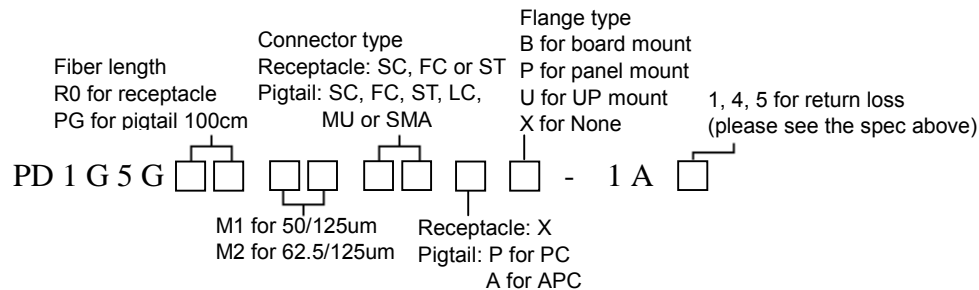 Fiber length
R0 for receptacle
PG for pigtail 100cm
Connector type
Receptacle: SC, FC or ST
Pigtail: SC, FC, ST, LC,
MU or SMA
Flange type
B for board mount
P for panel mount
U for UP mount
X for None
1, 4, 5 for return loss
(please see the spec above)
PD 1 G 5 G □ □ □ □ □ □ □ □ - 1 A □
M1 for 50/125um
M2 for 62.5/125um
Receptacle: X
Pigtail: P for PC
A for APC